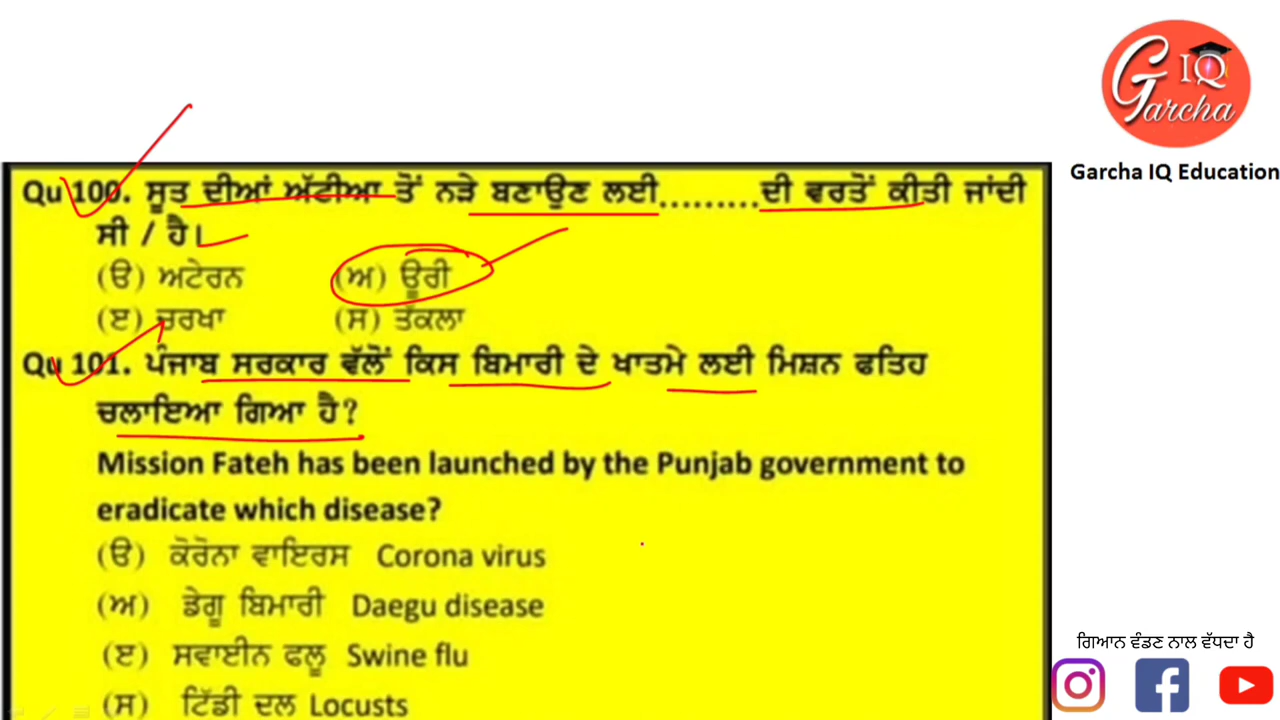 G IQ
Garcha
Garcha IQ Education
Qu 100. ਸੂਤ ਦੀਆਂ ਅੱਟੀਆ ਤੋਂ ਨੜੇ ਬਣਾਉਣ ਲਈ.........ਦੀ ਵਰਤੋਂ ਕੀਤੀ ਜਾਂਦੀ
ਸੀ / ਹੈ।
(ੳ) ਅਟੇਰਨ (ਅ) ਊਰੀ
(ੲ) ਚਰਖਾ (ਸ) ਤੱਕਲਾ
Qu 101. ਪੰਜਾਬ ਸਰਕਾਰ ਵੱਲੋਂ ਕਿਸ ਬਿਮਾਰੀ ਦੇ ਖਾਤਮੇ ਲਈ ਮਿਸ਼ਨ ਫਤਿਹ
ਚਲਾਇਆ ਗਿਆ ਹੈ?
Mission Fateh has been launched by the Punjab government to
eradicate which disease?
(ੳ) ਕੋਰੋਨਾ ਵਾਇਰਸ Corona virus
(ਅ) ਡੇਗੂ ਬਿਮਾਰੀ Daegu disease
(ੲ) ਸਵਾਈਨ ਫਲੂ Swine flu
(ਸ) ਟਿੱਡੀ ਦਲ Locusts
ਗਿਆਨ ਵੰਡਣ ਨਾਲ ਵੱਧਦਾ ਹੈ